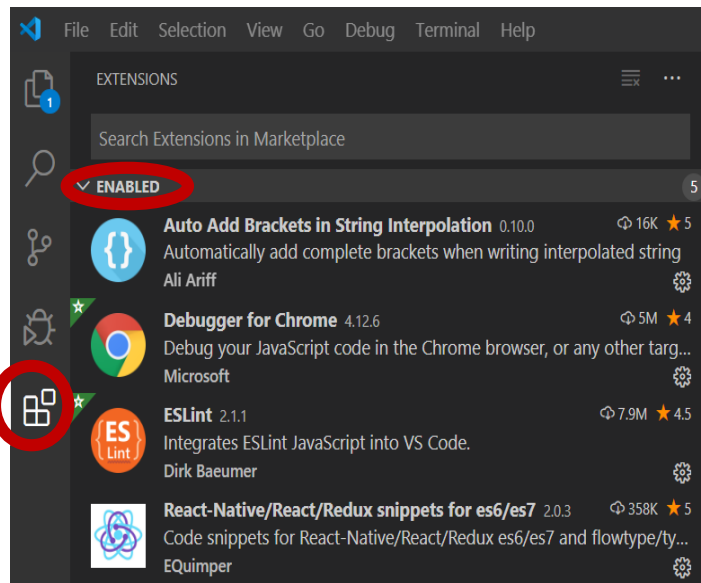 File Edit Selection View Go Debug Terminal Help
EXTENSIONS
1
Search Extensions in Marketplace
ENABLED 5
Auto Add Brackets in String Interpolation 0.10.0 16K 5
Automatically add complete brackets when writing interpolated string
Ali Ariff
Debugger for Chrome 4.12.6 5M 4
Debug your JavaScript code in the Chrome browser, or any other targ...
Microsoft
ESLint 2.1.1 7.9M 4.5
ES
Lint
Integrates ESLint JavaScript into VS Code.
Dirk Baeumer
React-Native/React/Redux snippets for es6/es7 2.0.3 358K 5
Code snippets for React-Native/React/Redux es6/es7 and flowtype/ty...
EQuimper